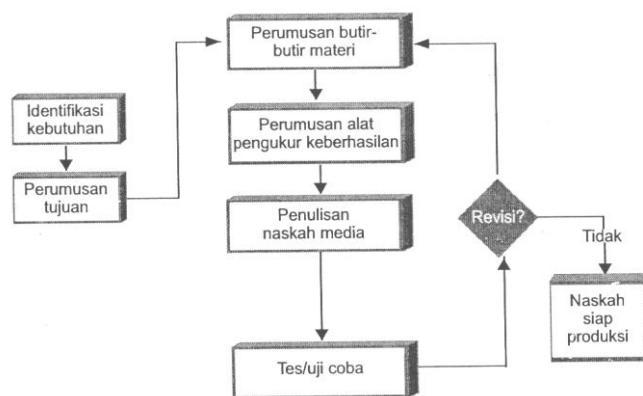 Identifikasi
kebutuhan
Perumusan
tujuan
Perumusan butir-
butir materi
Perumusan alat
pengukur keberhasilan
Penulisan
naskah media
Tes/uji coba
Revisi?
Tidak
Naskah
siap
produksi